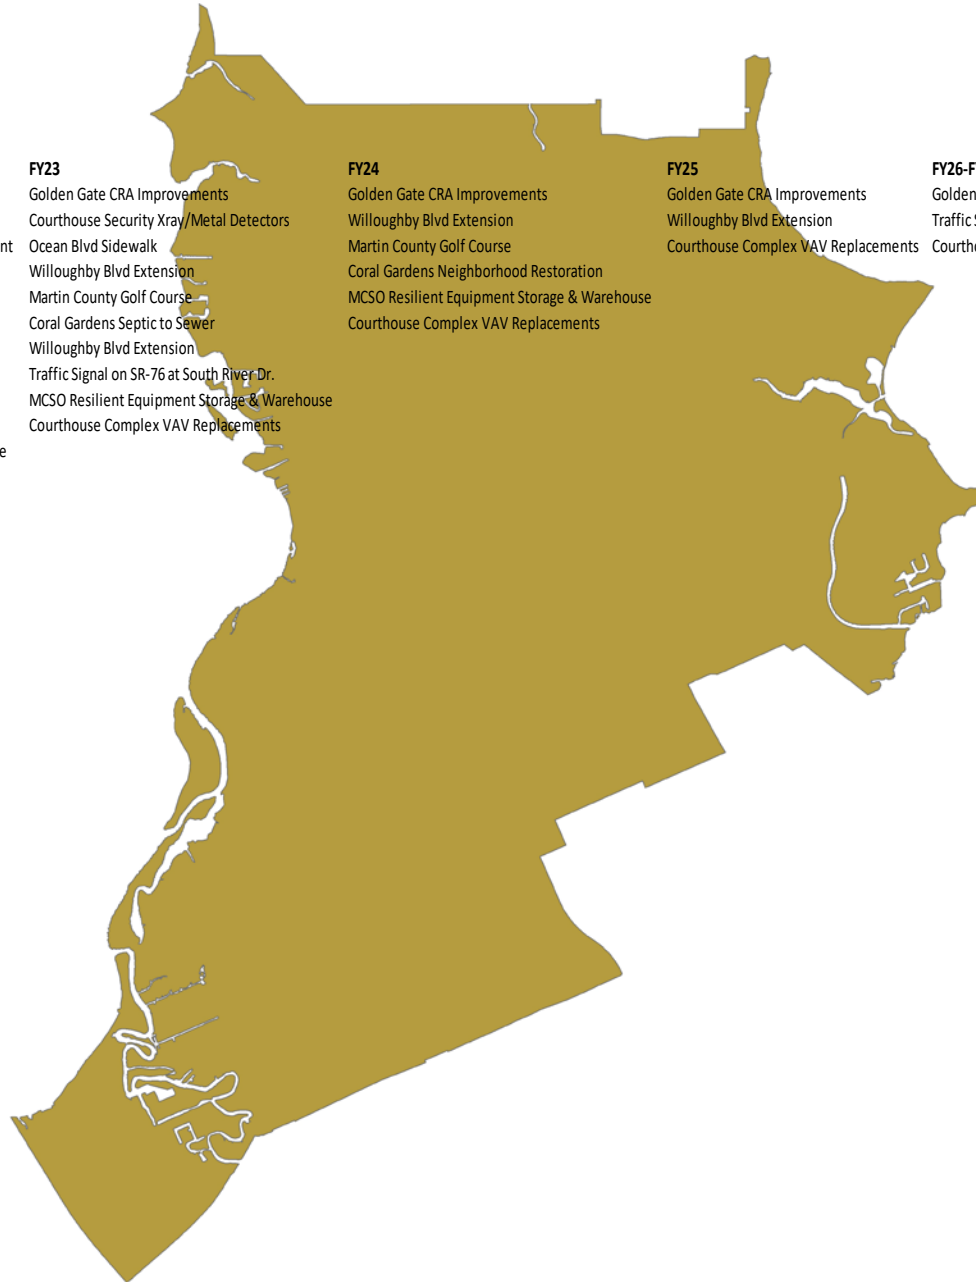 FY23
Golden Gate CRA Improvements
Courthouse Security Xray/Metal Detectors
Ocean Blvd Sidewalk
Willoughby Blvd Extension
Martin County Golf Course
Coral Gardens Septic to Sewer
Willoughby Blvd Extension
Traffic Signal on SR-76 at South River Dr.
MCSO Resilient Equipment Storage & Warehouse
Courthouse Complex VAV Replacements
FY24
Golden Gate CRA Improvements
Willoughby Blvd Extension
Martin County Golf Course
Coral Gardens Neighborhood Restoration
MCSO Resilient Equipment Storage & Warehouse
Courthouse Complex VAV Replacements
FY25
Golden Gate CRA Improvements
Willoughby Blvd Extension
Courthouse Complex VAV Replacements
FY26-F
Golden
Traffic S
Courtho
nt
e